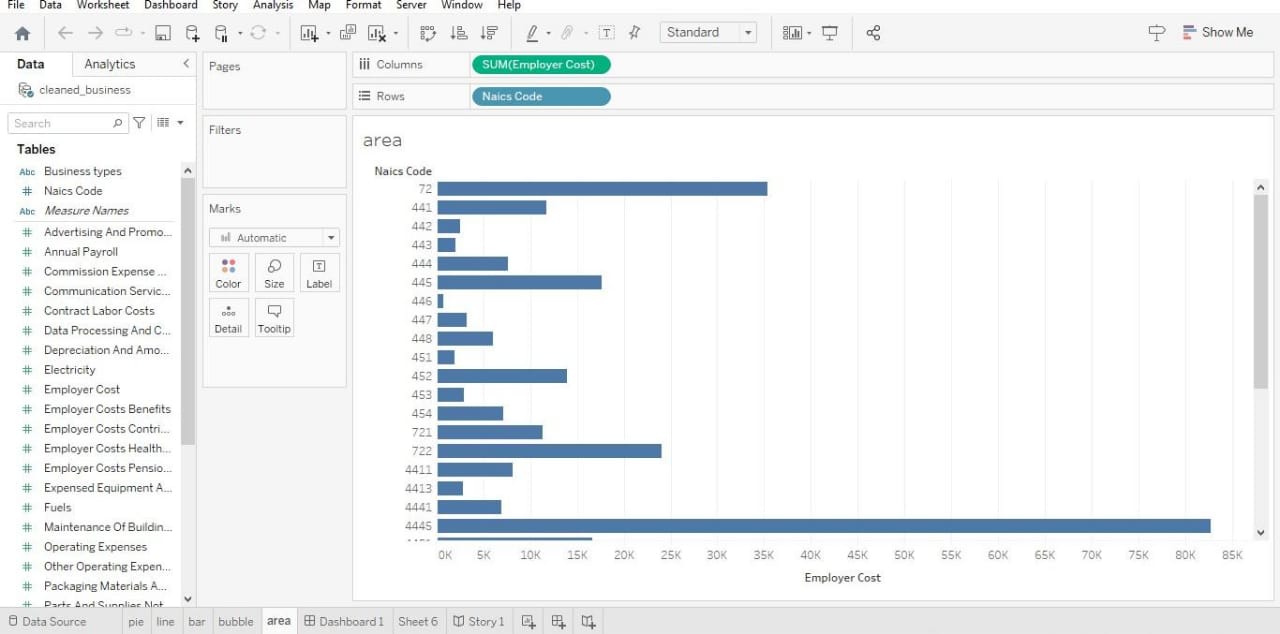 File Data Worksheet Dashboard Story Analysis Map Format Server Window Help
Standard
Show Me
Data Analytics
cleaned_business
Search
Tables
Abc Business types
Naics Code
Abc Measure Names
Advertising And Promo...
Annual Payroll
Commission Expense ...
Communication Servic...
Contract Labor Costs
Data Processing And C...
Depreciation And Amo...
Electricity
Employer Cost
Employer Costs Benefits
Employer Costs Contri...
Employer Costs Health...
Employer Costs Pensio...
Expensed Equipment A...
Fuels
Maintenance Of Buildin...
Operating Expenses
Other Operating Expen...
Packaging Materials A...
Parts And Supplies Not
Pages
Filters
Marks
Automatic
Color Size Label
Detail Tooltip
Columns SUM(Employer Cost)
Rows Naics Code
area
Naics Code
72
441
442
443
444
445
446
447
448
451
452
453
454
721
722
4411
4413
4441
4445
0K 5K 10K 15K 20K 25K 30K 35K 40K 45K 50K 55K 60K 65K 70K 75K 80K 85K
Employer Cost
Data Source pie line bar bubble area Dashboard 1 Sheet 6 Story 1